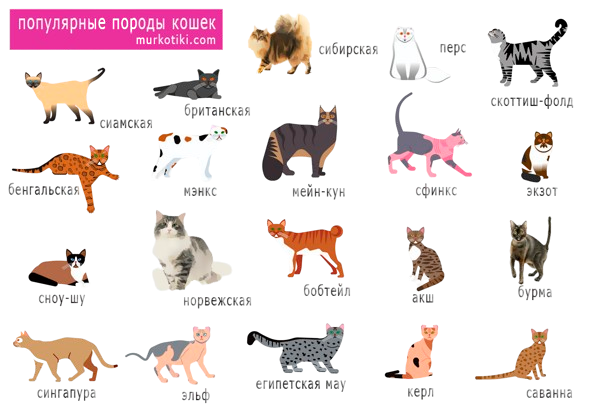 популярные породы кошек
murkotiki.com
сибирская
перс
скоттиш-фолд
сиамская
британская
бенгальская
мэнкс
мейн-кун
сфинкс
экзот
сноу-шу
норвежская
бобтейл
акш
бурма
сингапура
эльф
египетская мау
керл
саванна